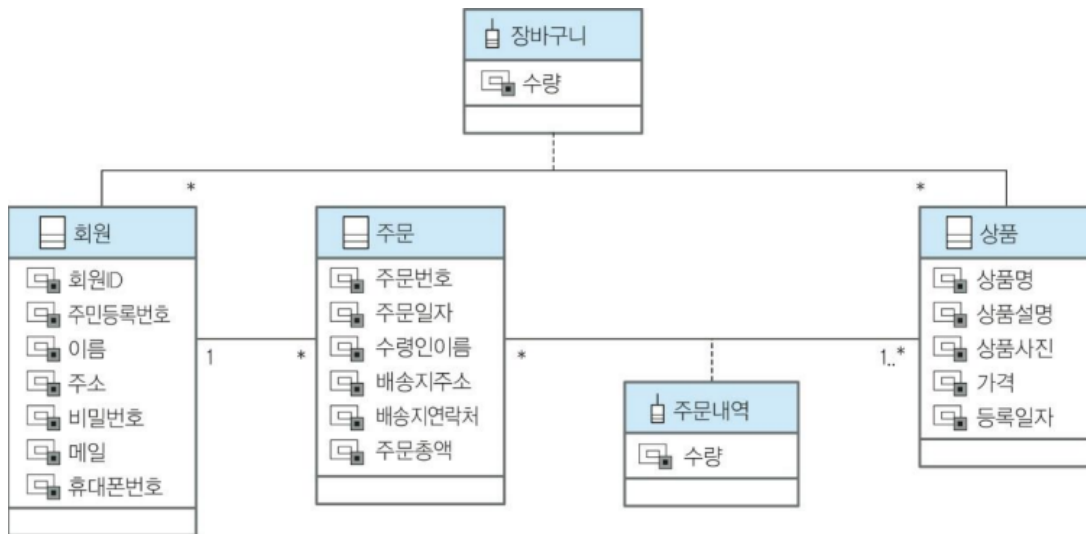 장바구니
수량
*
*
회원
회원ID
주민등록번호
이름
주소
비밀번호
메일
휴대폰번호
1
*
주문
주문번호
주문일자
수령인이름
배송지주소
배송지연락처
주문총액
*
1..*
주문내역
수량
상품
상품명
상품설명
상품사진
가격
등록일자